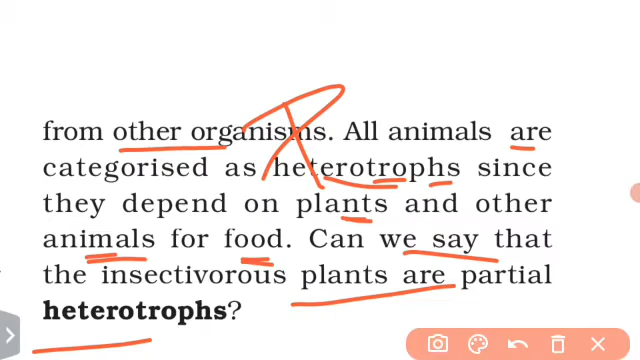 from other organisms. All animals are
categorised as heterotrophs since
they depend on plants and other
animals for food. Can we say that
the insectivorous plants are partial
heterotrophs?